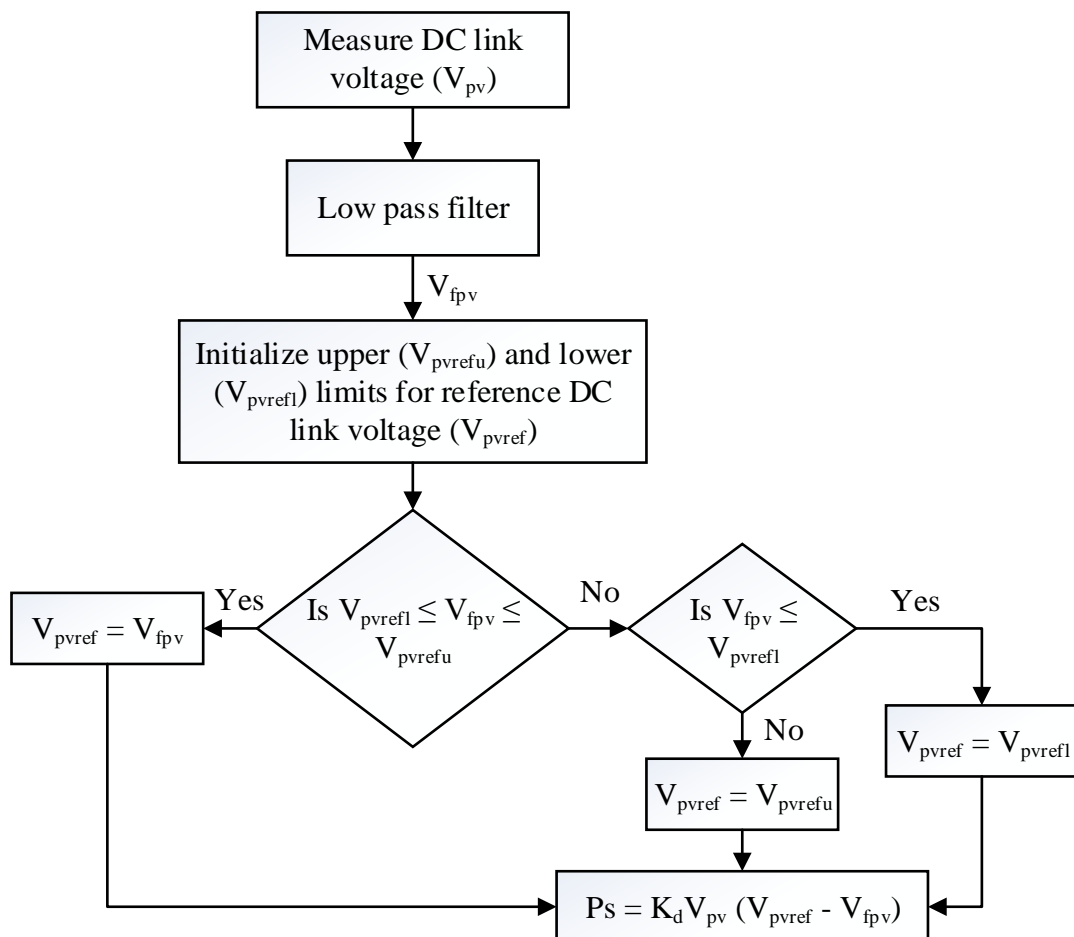 Measure DC link
voltage (Vpv)
Low pass filter
Vfpv
Initialize upper (Vpvrefu) and lower
(Vpvrefl) limits for reference DC
link voltage (Vpvref)
Yes
Is Vpvrefl ≤ Vfpv ≤
Vpvrefu
No
Is Vfpv ≤
Vpvrefl
Yes
Vpvref = Vfpv
No
Vpvref = Vpvrefl
Vpvref = Vpvrefu
Ps = KdVpv (Vpvref - Vfpv)